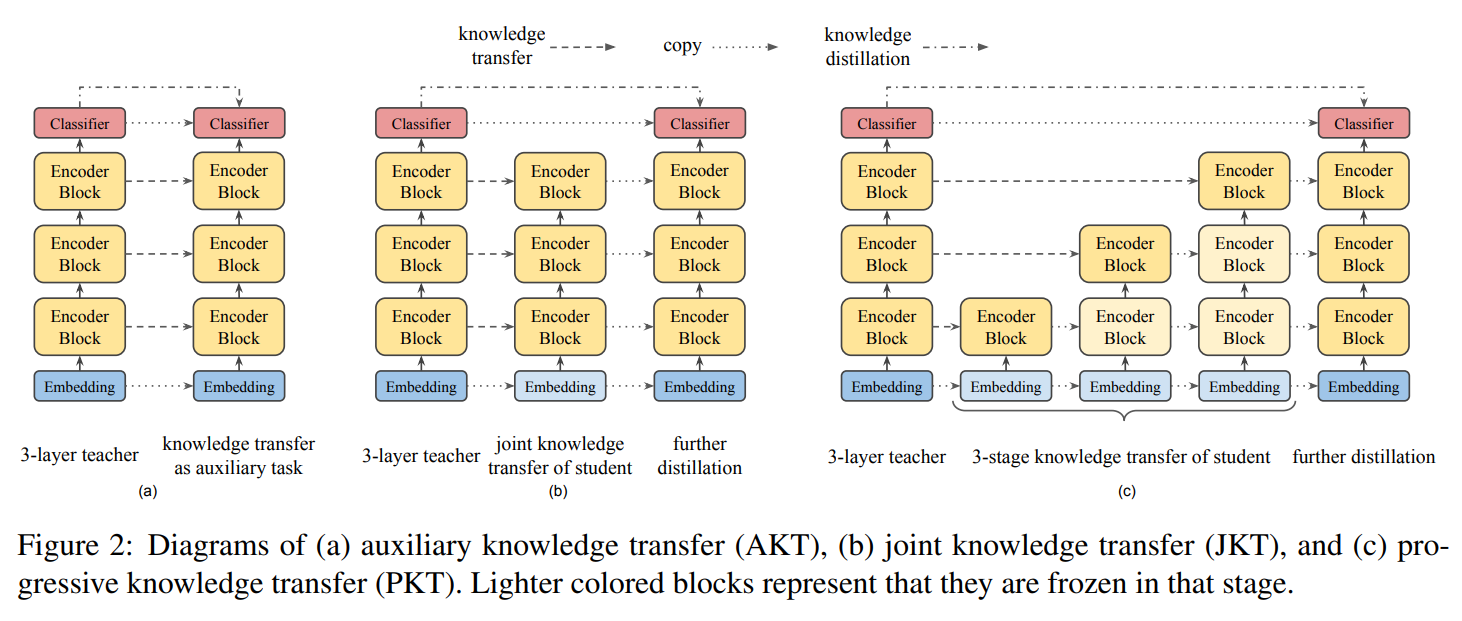 knowledge
transfer
copy
knowledge
distillation
Classifier
Classifier
Encoder
Block
Encoder
Block
Encoder
Block
Encoder
Block
Encoder
Block
Encoder
Block
Embedding
Embedding
3-layer teacher
knowledge transfer
as auxiliary task
(a)
Classifier
Classifier
Encoder
Block
Encoder
Block
Encoder
Block
Encoder
Block
Encoder
Block
Encoder
Block
Encoder
Block
Encoder
Block
Encoder
Block
Embedding
Embedding
Embedding
3-layer teacher
joint knowledge
transfer of student
further
distillation
(b)
Classifier
Classifier
Encoder
Block
Encoder
Block
Encoder
Block
Encoder
Block
Encoder
Block
Encoder
Block
Encoder
Block
Encoder
Block
Encoder
Block
Encoder
Block
Encoder
Block
Encoder
Block
Embedding
Embedding
Embedding
Embedding
Embedding
3-layer teacher
3-stage knowledge transfer of student
further distillation
(c)
Figure 2: Diagrams of (a) auxiliary knowledge transfer (AKT), (b) joint knowledge transfer (JKT), and (c) pro-
gressive knowledge transfer (PKT). Lighter colored blocks represent that they are frozen in that stage.